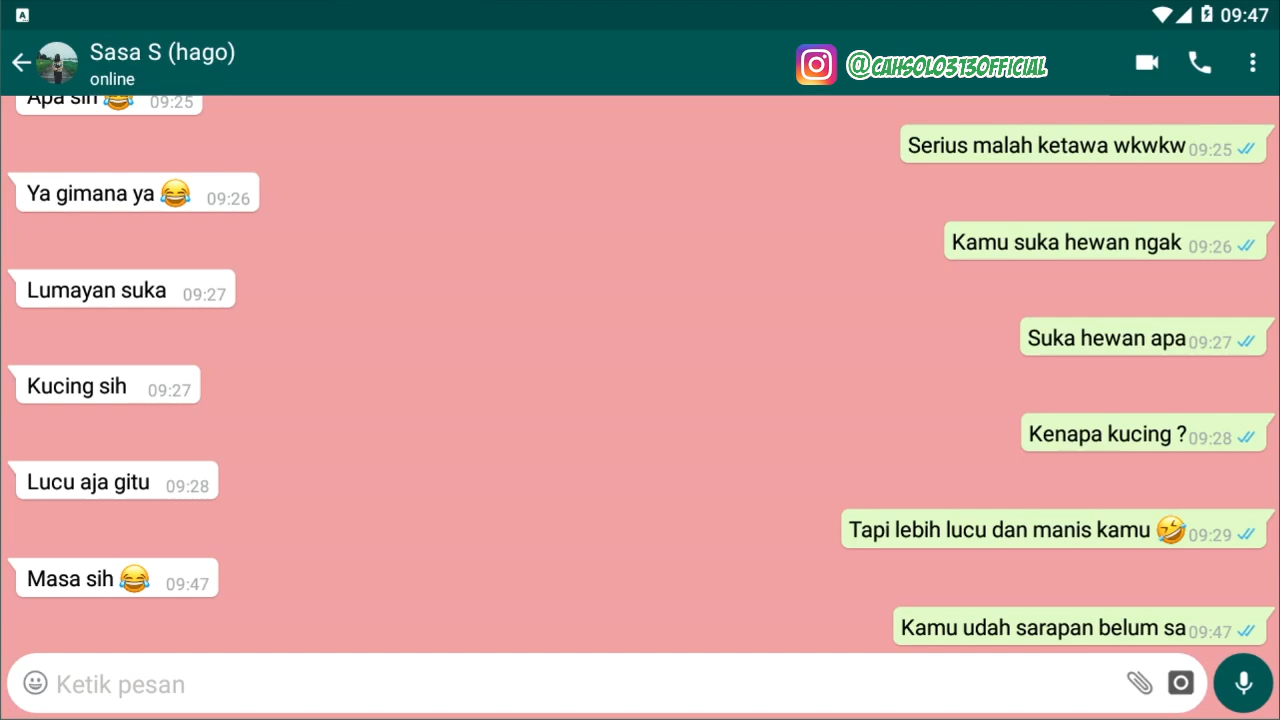 A
09:47
Sasa S (hago)
online
@CAHSOLO313OFFICIAL
Apa sih 😂 09:25
Serius malah ketawa wkwkw 09:25
Ya gimana ya 😂 09:26
Kamu suka hewan ngak 09:26
Lumayan suka 09:27
Suka hewan apa 09:27
Kucing sih 09:27
Kenapa kucing ? 09:28
Lucu aja gitu 09:28
Tapi lebih lucu dan manis kamu 🤣 09:29
Masa sih 😂 09:47
Kamu udah sarapan belum sa 09:47
Ketik pesan